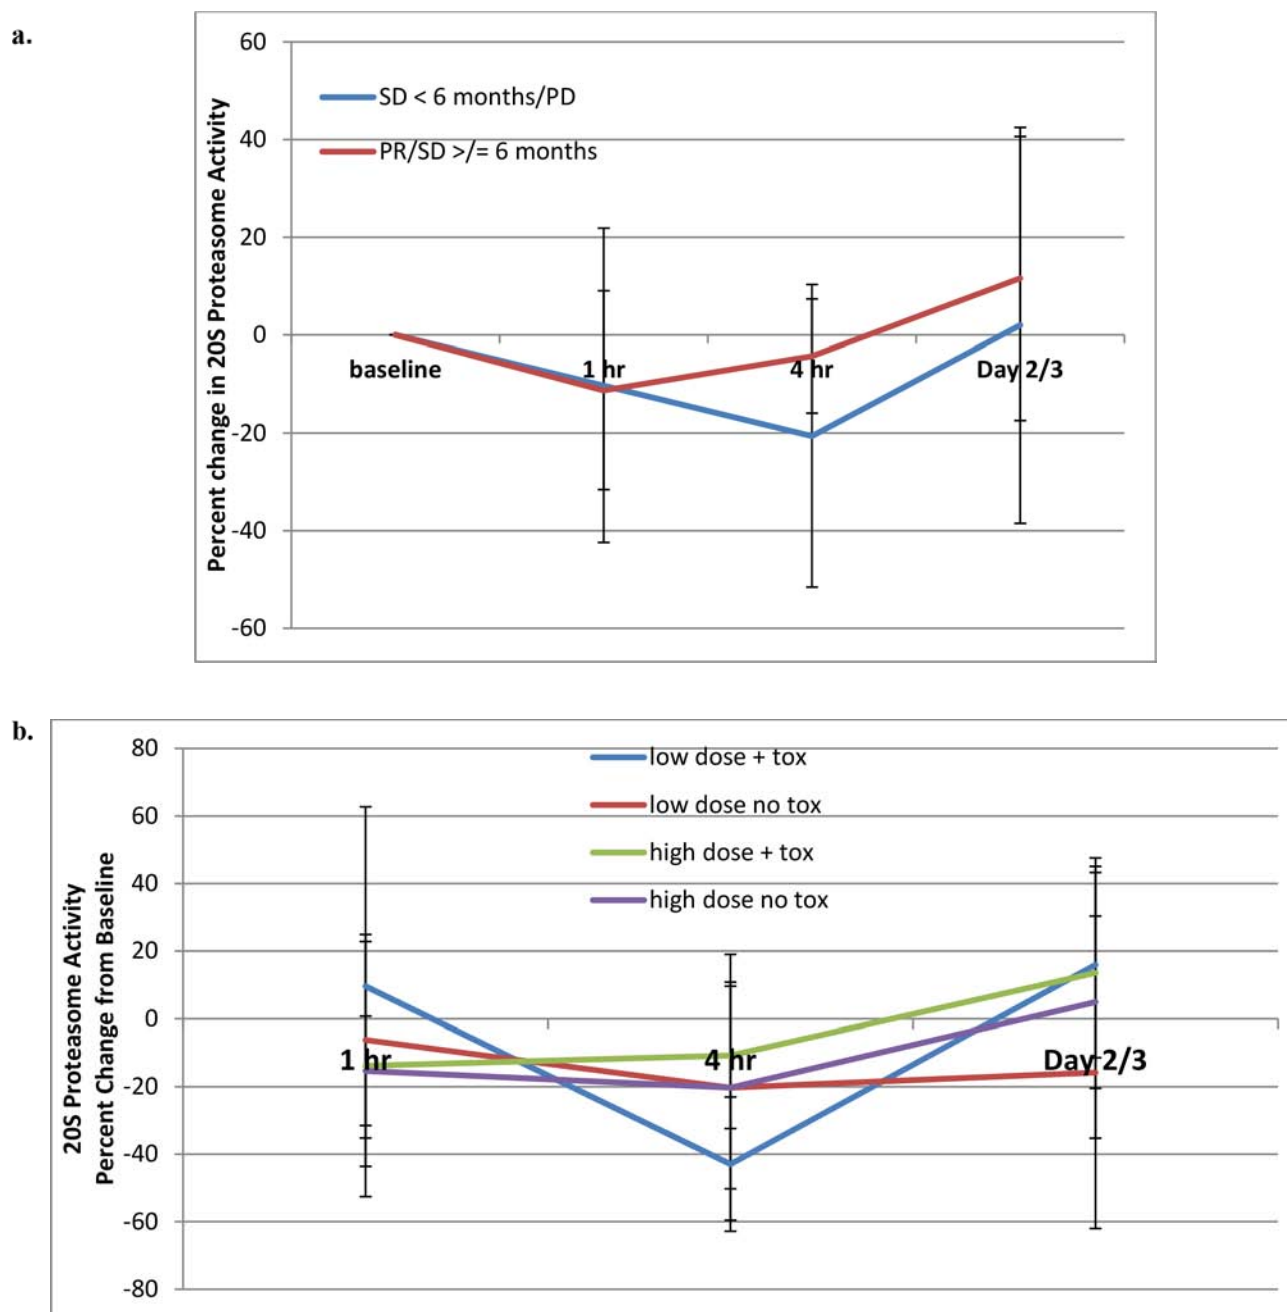 a.
60
40
20
0
-20
-40
-60
Percent change in 20S Proteasome Activity
SD < 6 months/PD
PR/SD >/= 6 months
baseline
1 hr
4 hr
Day 2/3
b.
80
60
40
20
0
-20
-40
-60
-80
20S Proteasome Activity
Percent Change from Baseline
low dose + tox
low dose no tox
high dose + tox
high dose no tox
1 hr
4 hr
Day 2/3